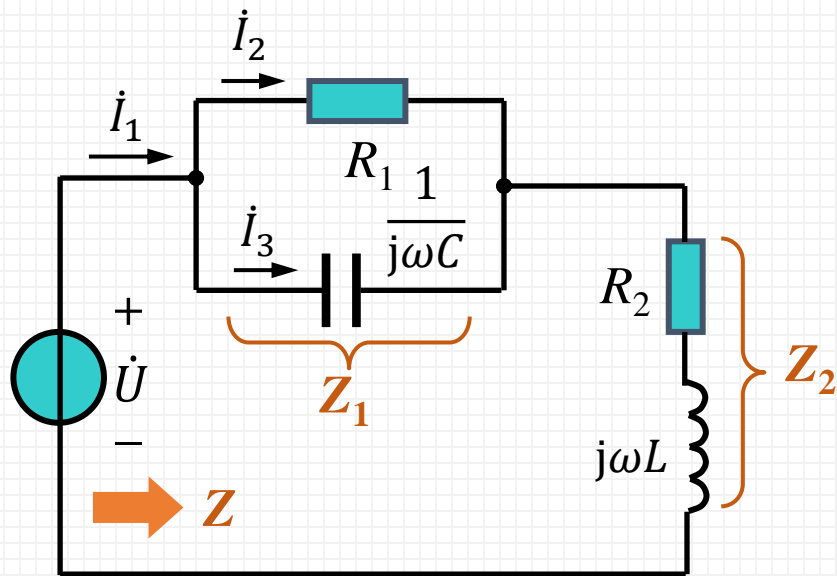 İ₂
İ₁
R₁
1
jωC
İ₃
+
R₂
U̇
Z₂
Z₁
−
jωL
Z